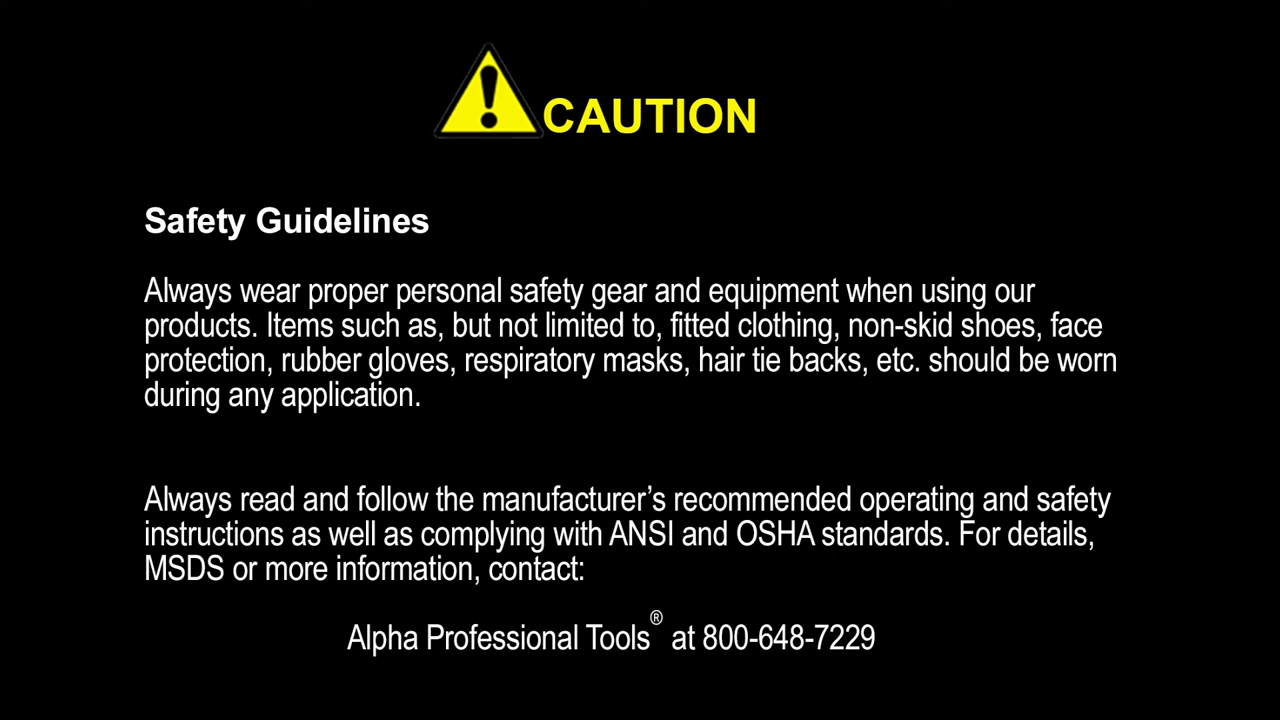 CAUTION
Safety Guidelines
Always wear proper personal safety gear and equipment when using our
products. Items such as, but not limited to, fitted clothing, non-skid shoes, face
protection, rubber gloves, respiratory masks, hair tie backs, etc. should be worn
during any application.
Always read and follow the manufacturer’s recommended operating and safety
instructions as well as complying with ANSI and OSHA standards. For details,
MSDS or more information, contact:
Alpha Professional Tools® at 800-648-7229